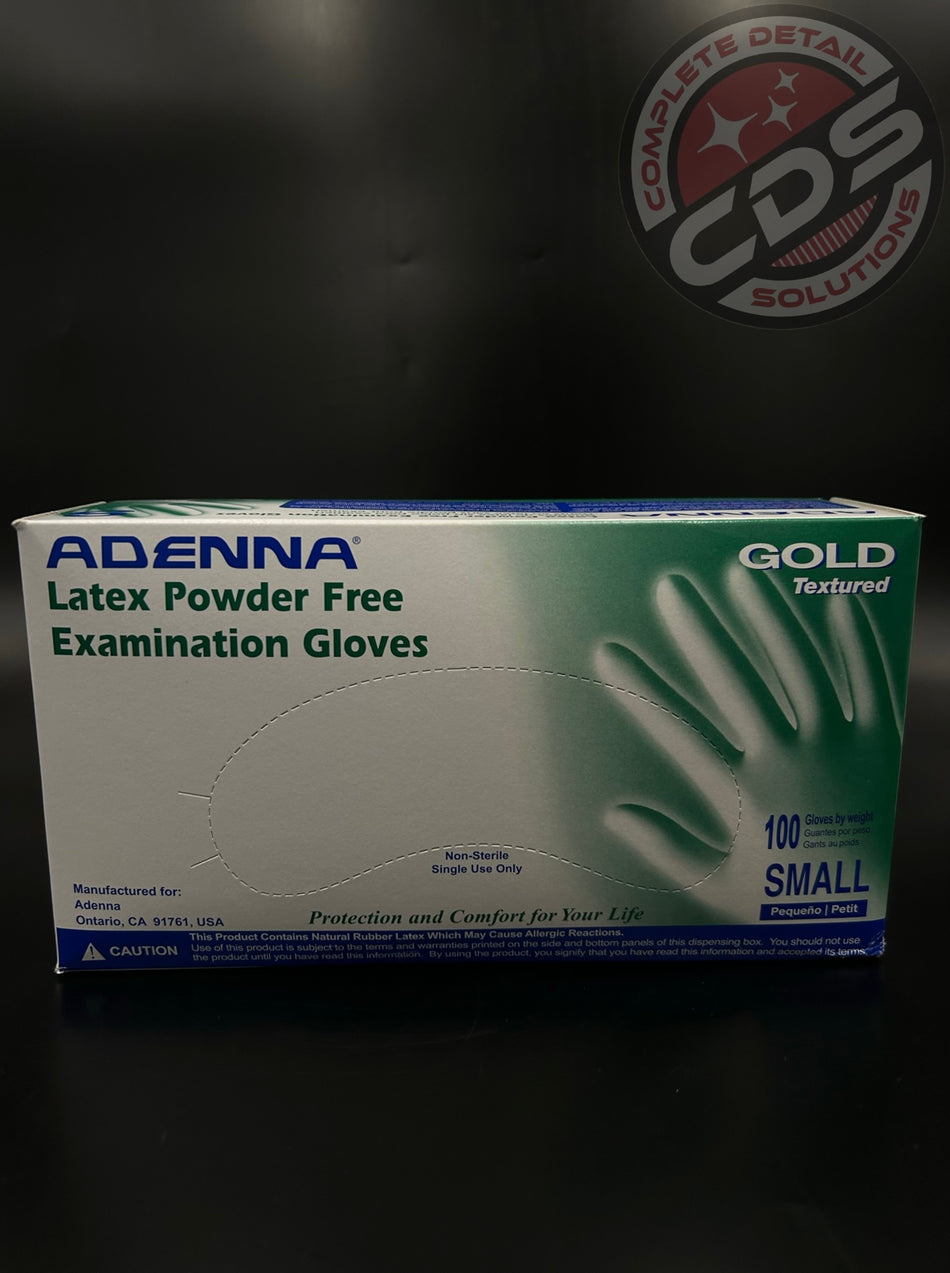 COMPLETE DETAIL
CDS
SOLUTIONS
ADENNA®
Latex Powder Free
Examination Gloves
GOLD
Textured
100 Gloves by weight
Guantes por peso
Gants au poids
SMALL
Pequeño | Petit
Non-Sterile
Single Use Only
Manufactured for:
Adenna
Ontario, CA 91761, USA
Protection and Comfort for Your Life
CAUTION
This Product Contains Natural Rubber Latex Which May Cause Allergic Reactions.
Use of this product is subject to the terms and warranties printed on the side and bottom panels of this dispensing box. You should not use
the product until you have read this information. By using the product, you signify that you have read this information and accepted its terms.